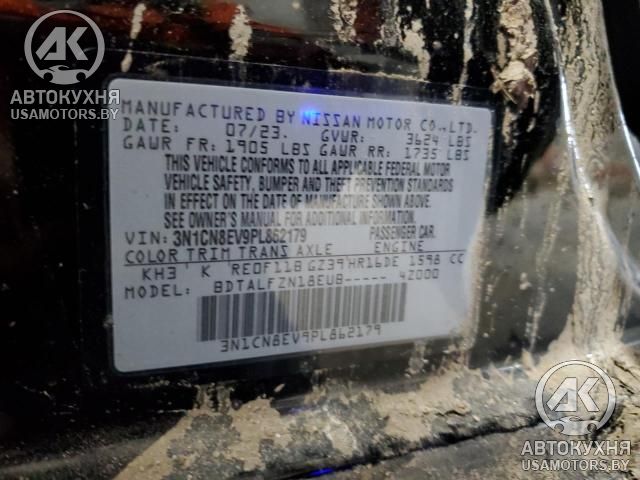 АК
АВТОКУХНЯ
USAMOTORS.BY
MANUFACTURED BY NISSAN MOTOR CO.,LTD.
DATE: 07/23. GVWR: 3624 LBS
GAWR FR: 1905 LBS GAWR RR: 1735 LBS
THIS VEHICLE CONFORMS TO ALL APPLICABLE FEDERAL MOTOR
VEHICLE SAFETY, BUMPER AND THEFT PREVENTION STANDARDS
IN EFFECT ON THE DATE OF MANUFACTURE SHOWN ABOVE.
SEE OWNER'S MANUAL FOR ADDITIONAL INFORMATION
VIN: 3N1CN8EV9PL862179 PASSENGER CAR.
COLOR TRIM TRANS AXLE ENGINE
KH3 K RE0F11B GZ39 HR16DE 1598 CC
MODEL: BDTALFZN18EUB----- 42000
3N1CN8EV9PL862179
АК
АВТОКУХНЯ
USAMOTORS.BY